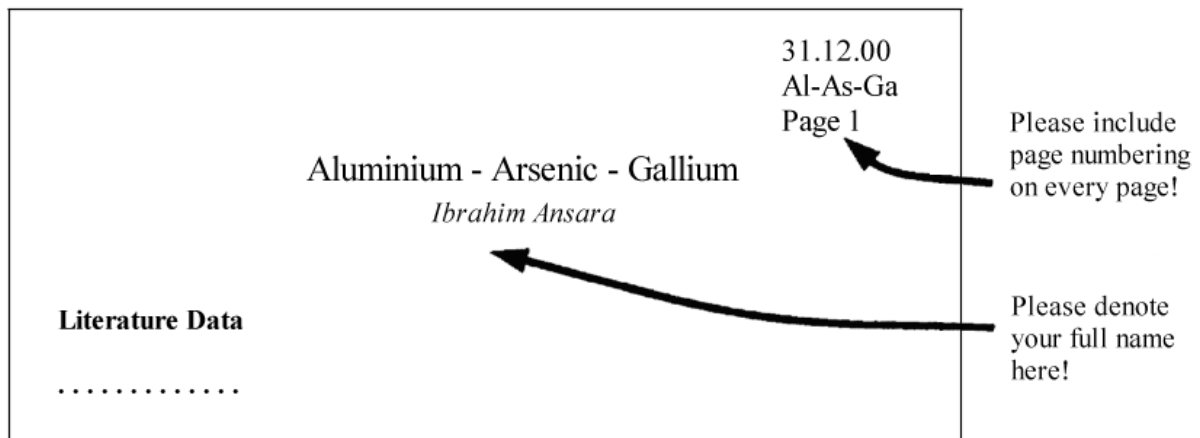 31.12.00
Al-As-Ga
Page 1
Aluminium - Arsenic - Gallium
Ibrahim Ansara
Literature Data
. . . . . . . . . . . . .
Please include
page numbering
on every page!
Please denote
your full name
here!